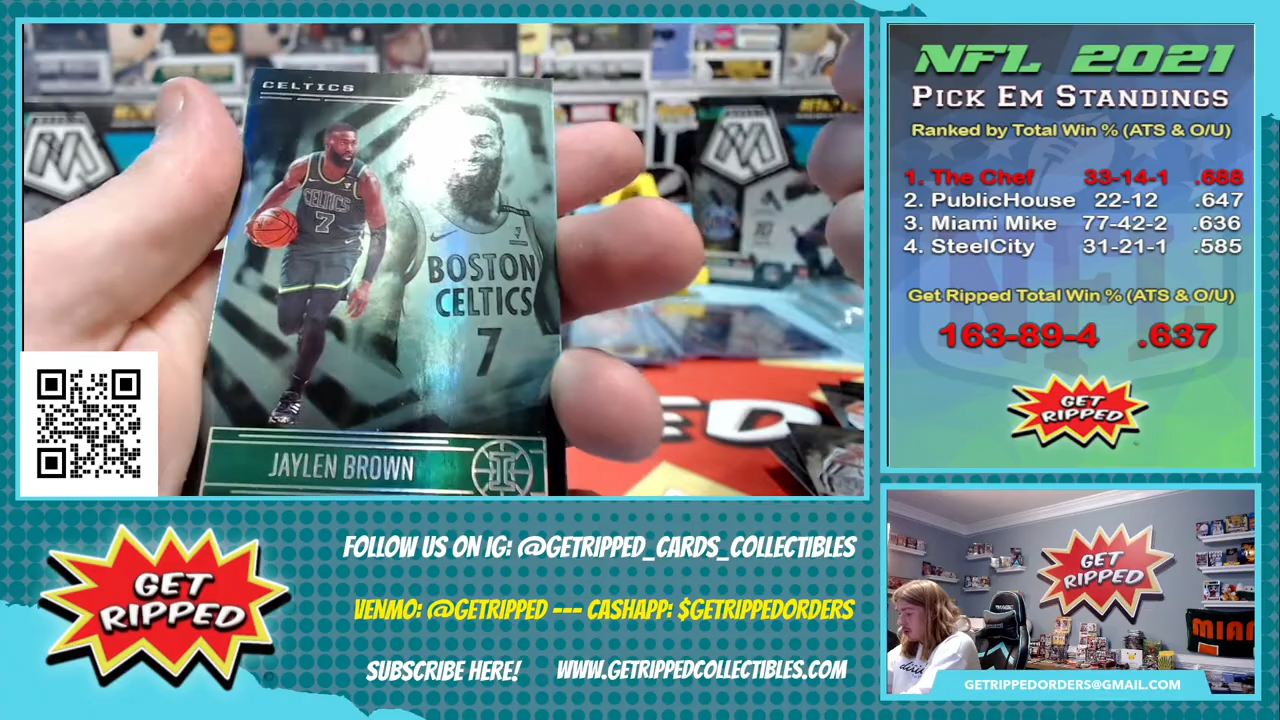 CELTICS
CELTICS
7
BOSTON
CELTICS
7
JAYLEN BROWN
NFL 2021
PICK EM STANDINGS
Ranked by Total Win % (ATS & O/U)
1. The Chef 33-14-1 .688
2. PublicHouse 22-12 .647
3. Miami Mike 77-42-2 .636
4. SteelCity 31-21-1 .585
Get Ripped Total Win % (ATS & O/U)
163-89-4 .637
GET
RIPPED
GET
RIPPED
FOLLOW US ON IG: @GETRIPPED_CARDS_COLLECTIBLES
VENMO: @GETRIPPED --- CASHAPP: $GETRIPPEDORDERS
SUBSCRIBE HERE! WWW.GETRIPPEDCOLLECTIBLES.COM
GET
RIPPED
MIAM
GETRIPPEDORDERS@GMAIL.COM